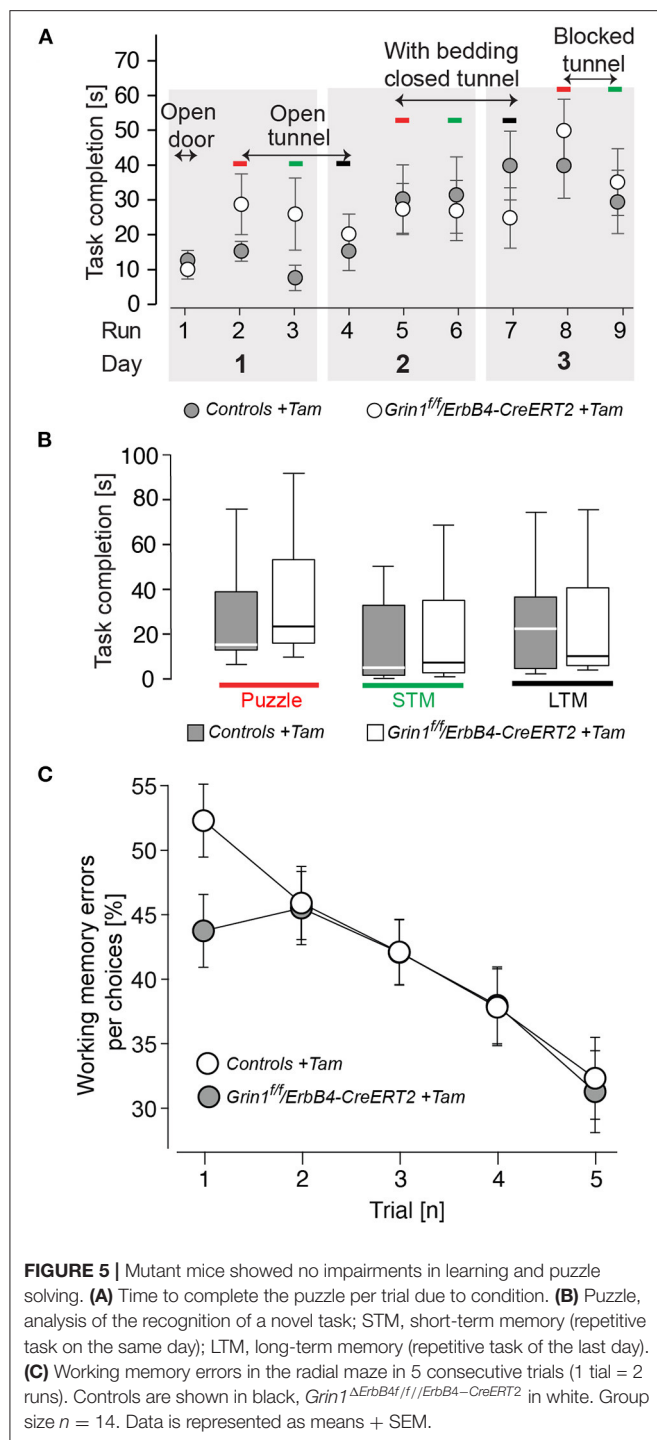 A
Task completion [s]
70
60
50
40
30
20
10
0
Open door
Open tunnel
With bedding closed tunnel
Blocked tunnel
Run 1 2 3 4 5 6 7 8 9
Day 1 2 3
Controls +Tam Grin1f/f/ErbB4-CreERT2 +Tam
B
Task completion [s]
100
80
60
40
20
0
Puzzle STM LTM
Controls +Tam Grin1f/f/ErbB4-CreERT2 +Tam
C
Working memory errors per choices [%]
55
50
45
40
35
30
Controls +Tam
Grin1f/f/ErbB4-CreERT2 +Tam
1 2 3 4 5
Trial [n]
FIGURE 5 | Mutant mice showed no impairments in learning and puzzle
solving. (A) Time to complete the puzzle per trial due to condition. (B) Puzzle,
analysis of the recognition of a novel task; STM, short-term memory (repetitive
task on the same day); LTM, long-term memory (repetitive task of the last day).
(C) Working memory errors in the radial maze in 5 consecutive trials (1 tial = 2
runs). Controls are shown in black, Grin1ΔErbB4f/f//ErbB4−CreERT2 in white. Group
size n = 14. Data is represented as means + SEM.